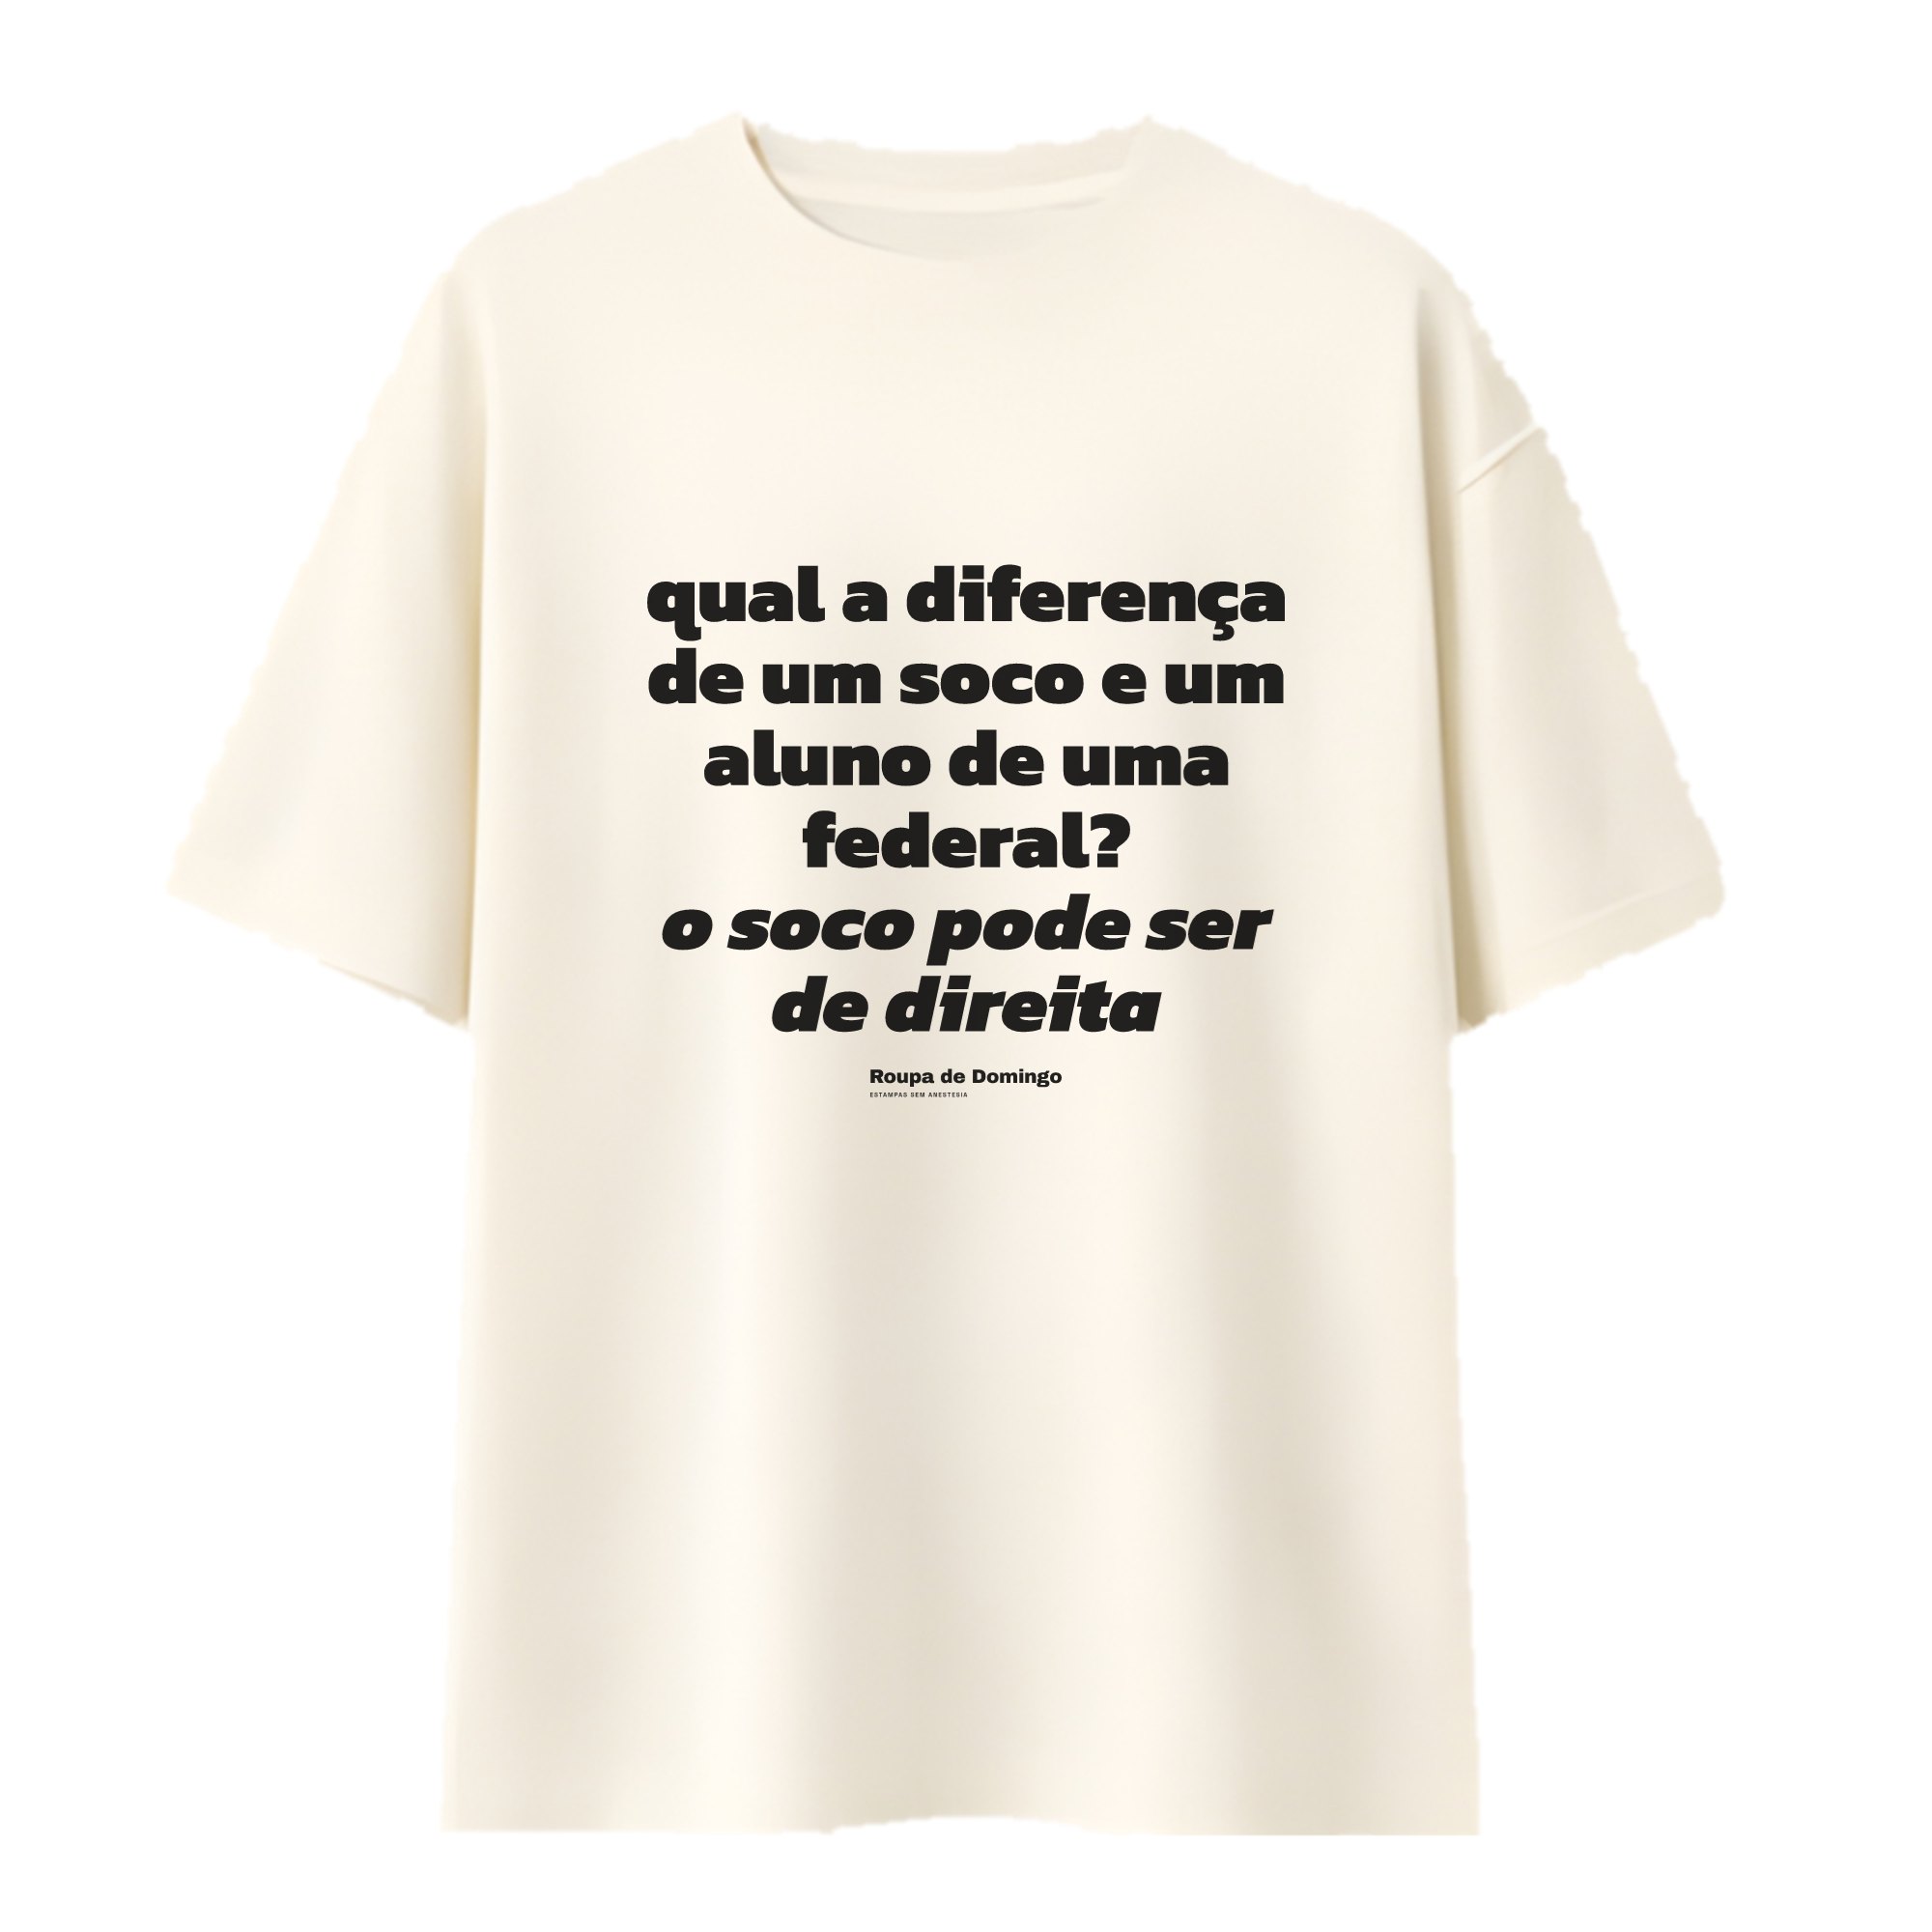 qual a diferença
de um soco e um
aluno de uma
federal?
o soco pode ser
de direita
Roupa de Domingo
ESTAMPAS SEM ANESTESIA